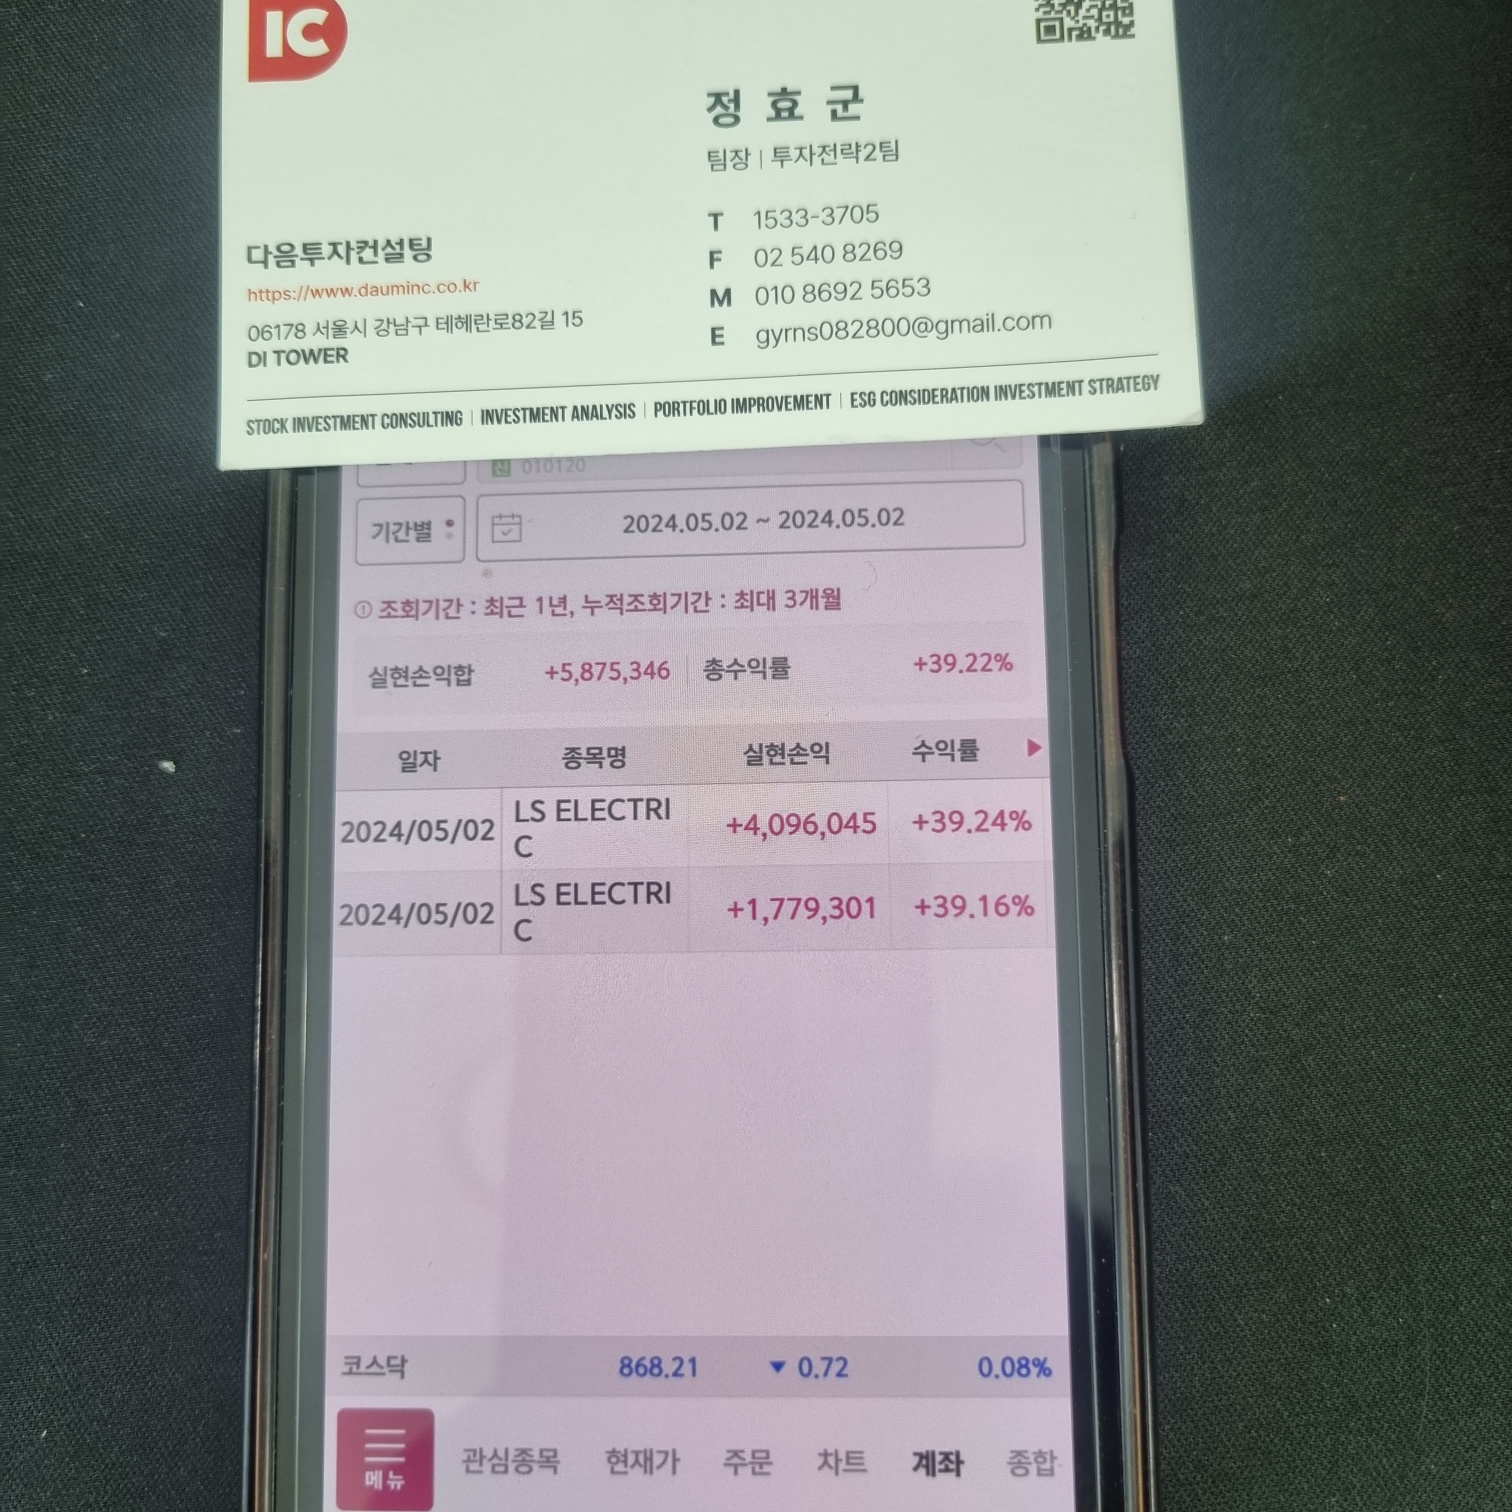 IC
정효군
팀장 | 투자전략2팀
T 1533-3705
F 02 540 8269
M 010 8692 5653
E gyrns082800@gmail.com
다음투자컨설팅
https://www.dauminc.co.kr
06178 서울시 강남구 테헤란로82길 15
DI TOWER
STOCK INVESTMENT CONSULTING | INVESTMENT ANALYSIS | PORTFOLIO IMPROVEMENT | ESG CONSIDERATION INVESTMENT STRATEGY
신 010120
기간별 2024.05.02 ~ 2024.05.02
① 조회기간 : 최근 1년, 누적조회기간 : 최대 3개월
실현손익합 +5,875,346 총수익률 +39.22%
일자 종목명 실현손익 수익률
2024/05/02 LS ELECTRI +4,096,045 +39.24%
C
2024/05/02 LS ELECTRI +1,779,301 +39.16%
C
코스닥 868.21 ▼ 0.72 0.08%
메뉴 관심종목 현재가 주문 차트 계좌 종합